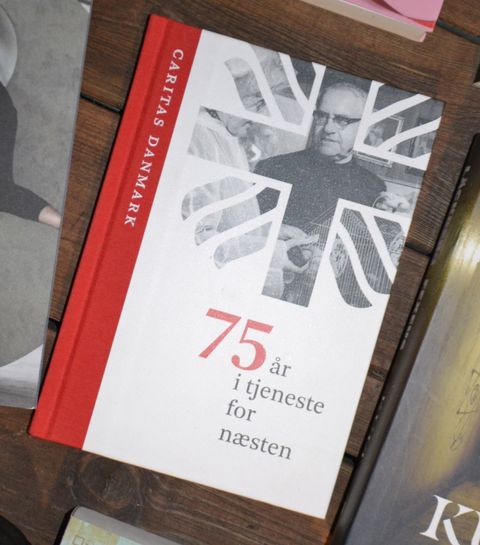 CARITAS DANMARK
75 år
i tjeneste
for
næsten